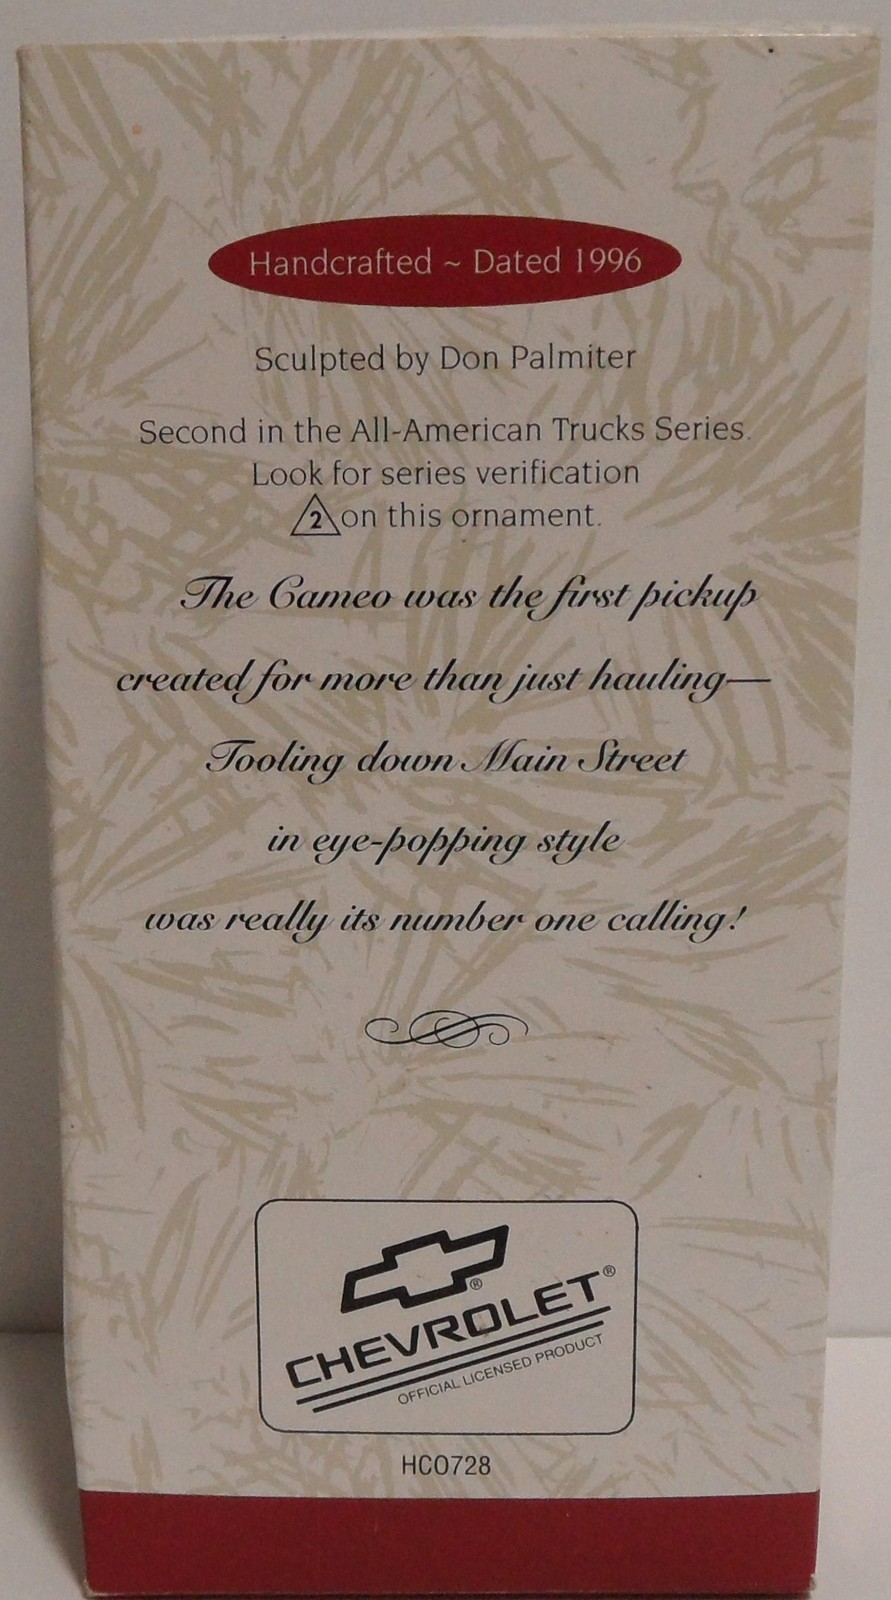 Handcrafted ~ Dated 1996
Sculpted by Don Palmiter
Second in the All-American Trucks Series.
Look for series verification
2 on this ornament.
The Cameo was the first pickup
created for more than just hauling—
Tooling down Main Street
in eye-popping style
was really its number one calling!
®
CHEVROLET®
OFFICIAL LICENSED PRODUCT
HCO728